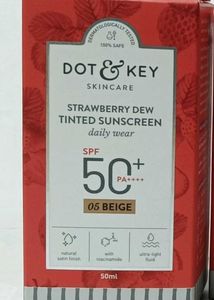 DERMATOLOGICALLY TESTED
100% SAFE
DOT & KEY
SKINCARE
STRAWBERRY DEW
TINTED SUNSCREEN
daily wear
SPF
50+
PA++++
05 BEIGE
natural
satin finish
with
niacinamide
ultra-light
fluid
50ml